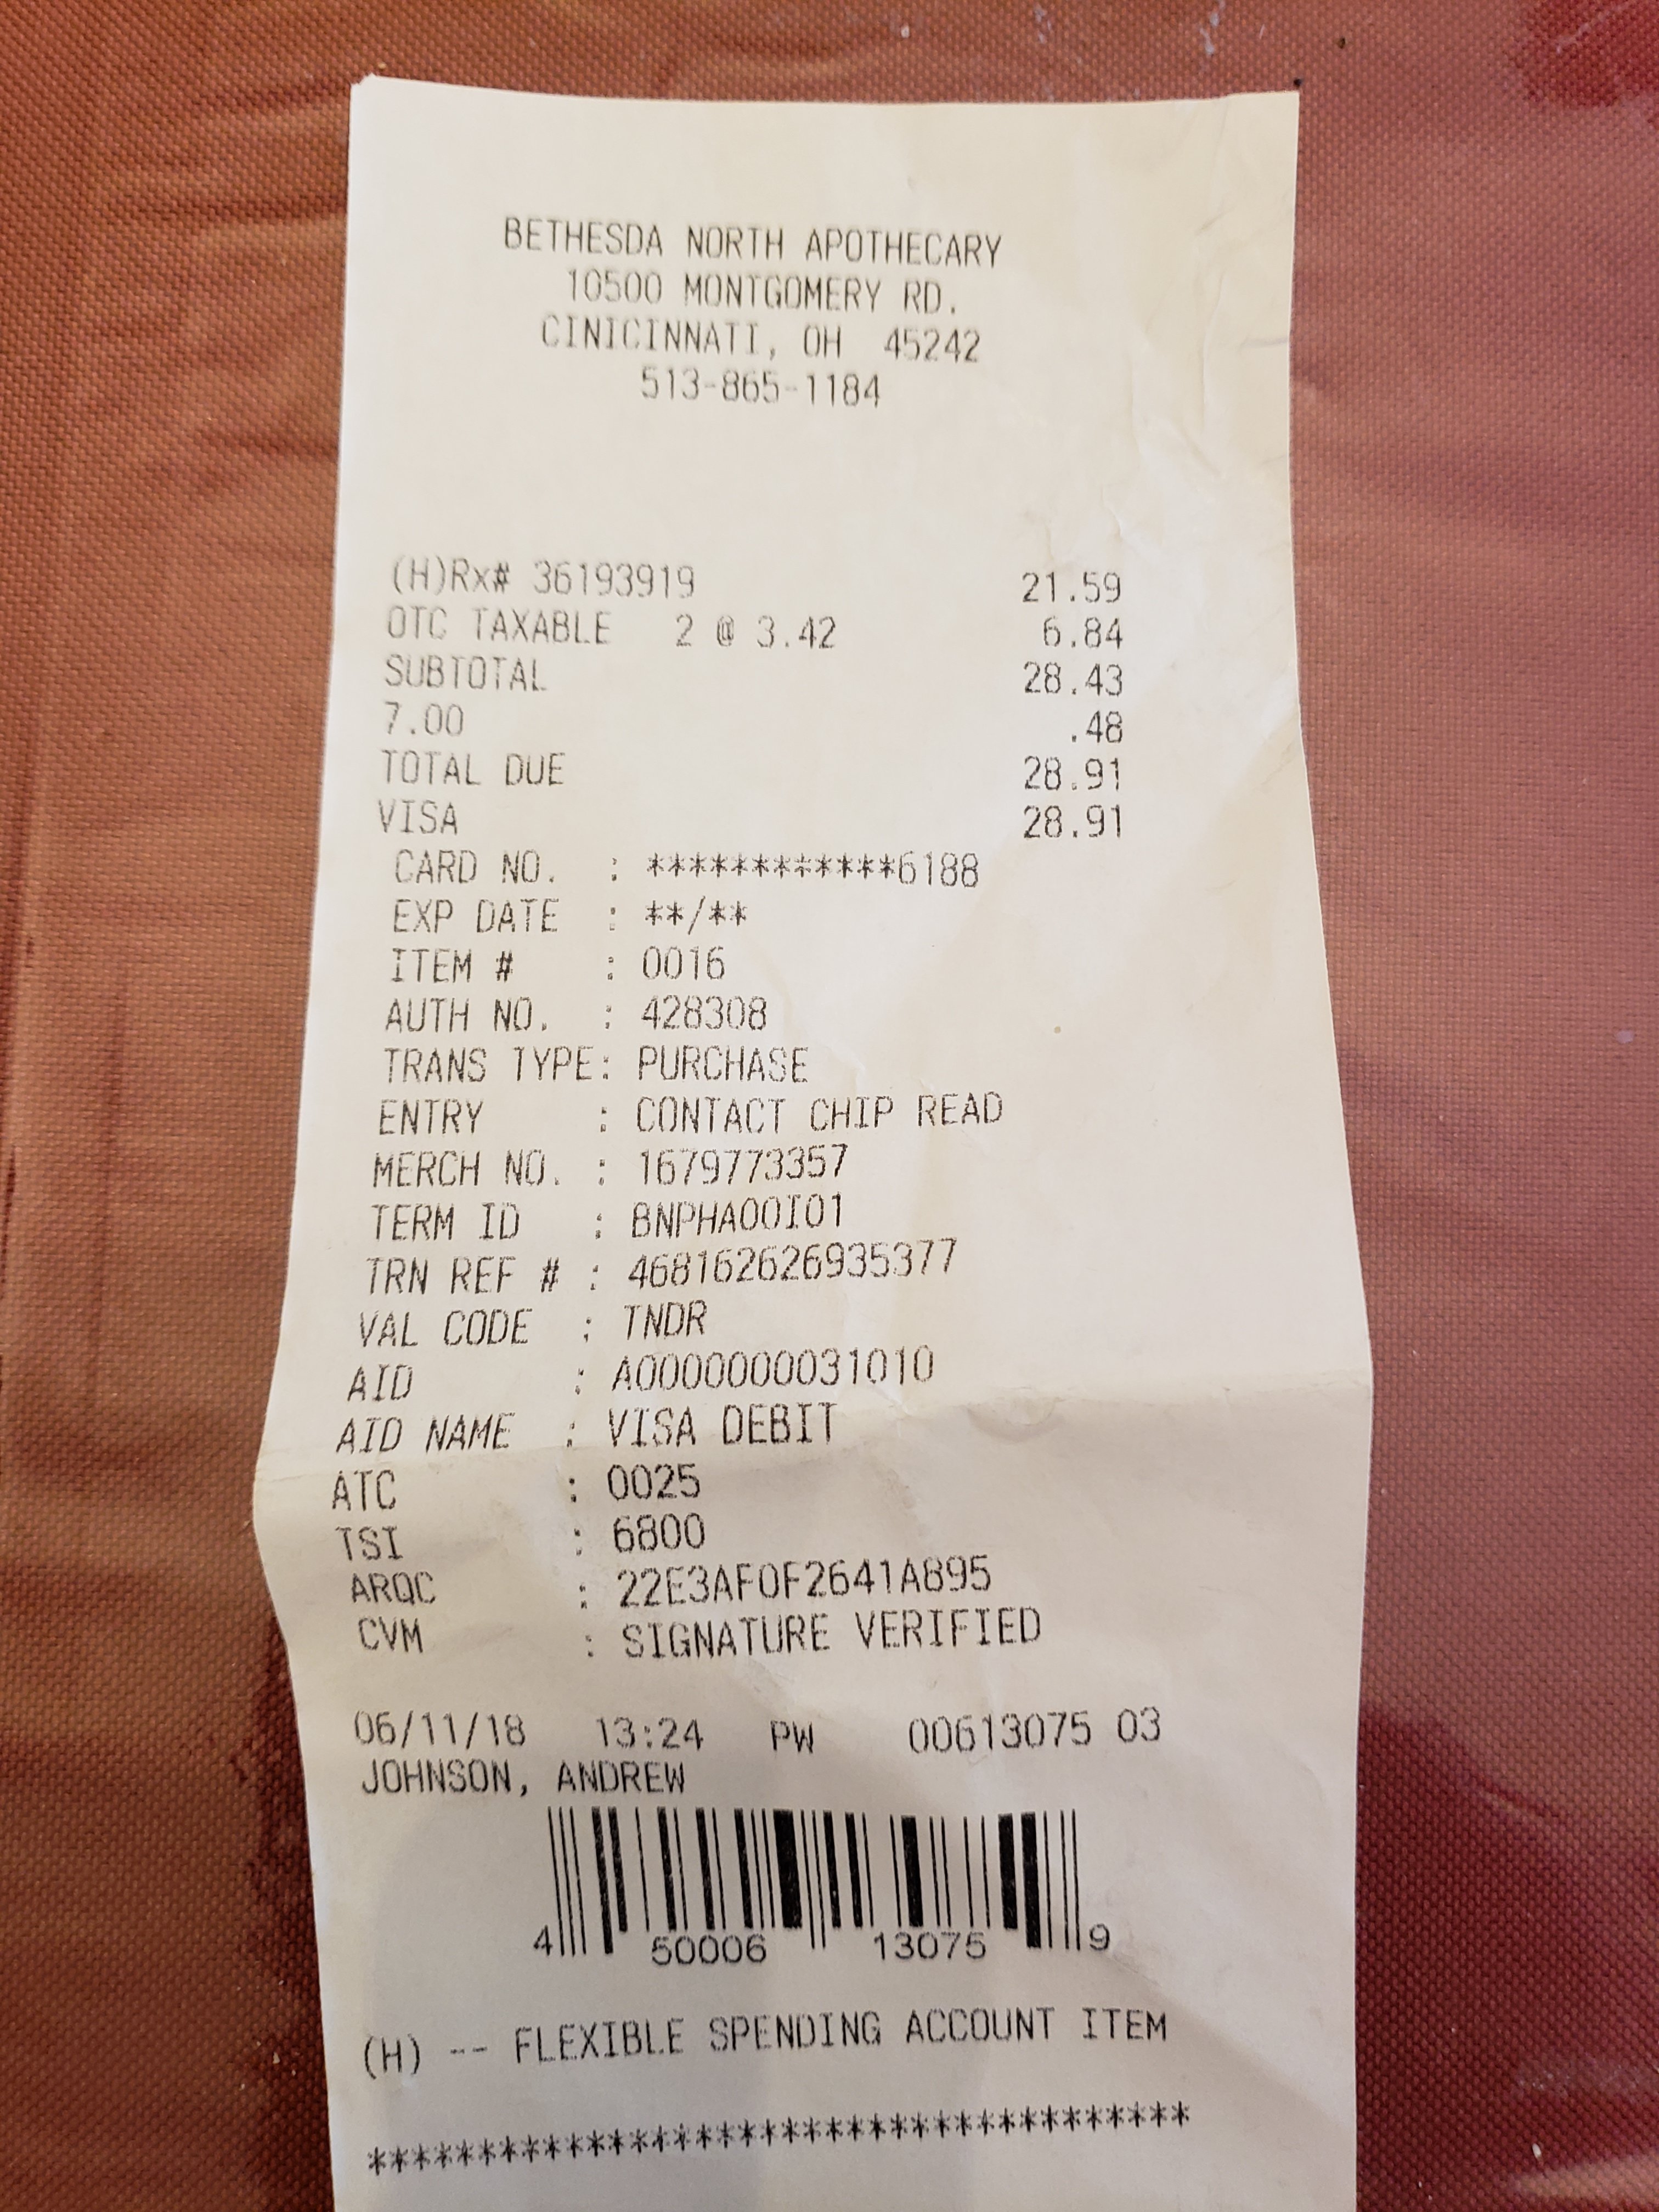 BETHESDA NORTH APOTHECARY
10500 MONTGOMERY RD.
CINICINNATI, OH 45242
513-865-1184
(H)Rx# 36193919 21.59
OTC TAXABLE 2 @ 3.42 6.84
SUBTOTAL 28.43
7.00 .48
TOTAL DUE 28.91
VISA 28.91
CARD NO. : ************6188
EXP DATE : **/**
ITEM # : 0016
AUTH NO. : 428308
TRANS TYPE: PURCHASE
ENTRY : CONTACT CHIP READ
MERCH NO. : 1679773357
TERM ID : BNPHA00I01
TRN REF # : 468162626935377
VAL CODE : TNDR
AID : A0000000031010
AID NAME : VISA DEBIT
ATC : 0025
TSI : 6800
ARQC : 22E3AF0F2641A895
CVM : SIGNATURE VERIFIED
06/11/18 13:24 PW 00613075 03
JOHNSON, ANDREW
4 50006 13075 9
(H) -- FLEXIBLE SPENDING ACCOUNT ITEM
**************************************